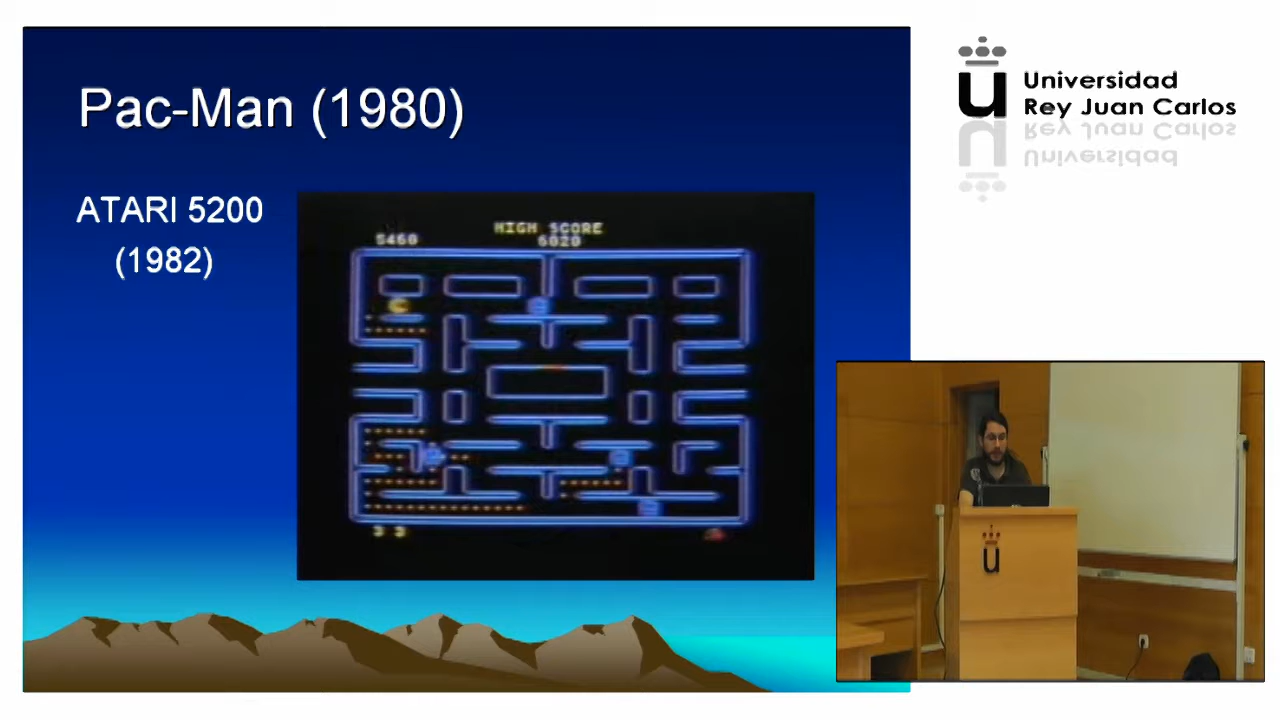 Pac-Man (1980)
ATARI 5200
(1982)
HIGH SCORE
5460
6020
Universidad
Rey Juan Carlos